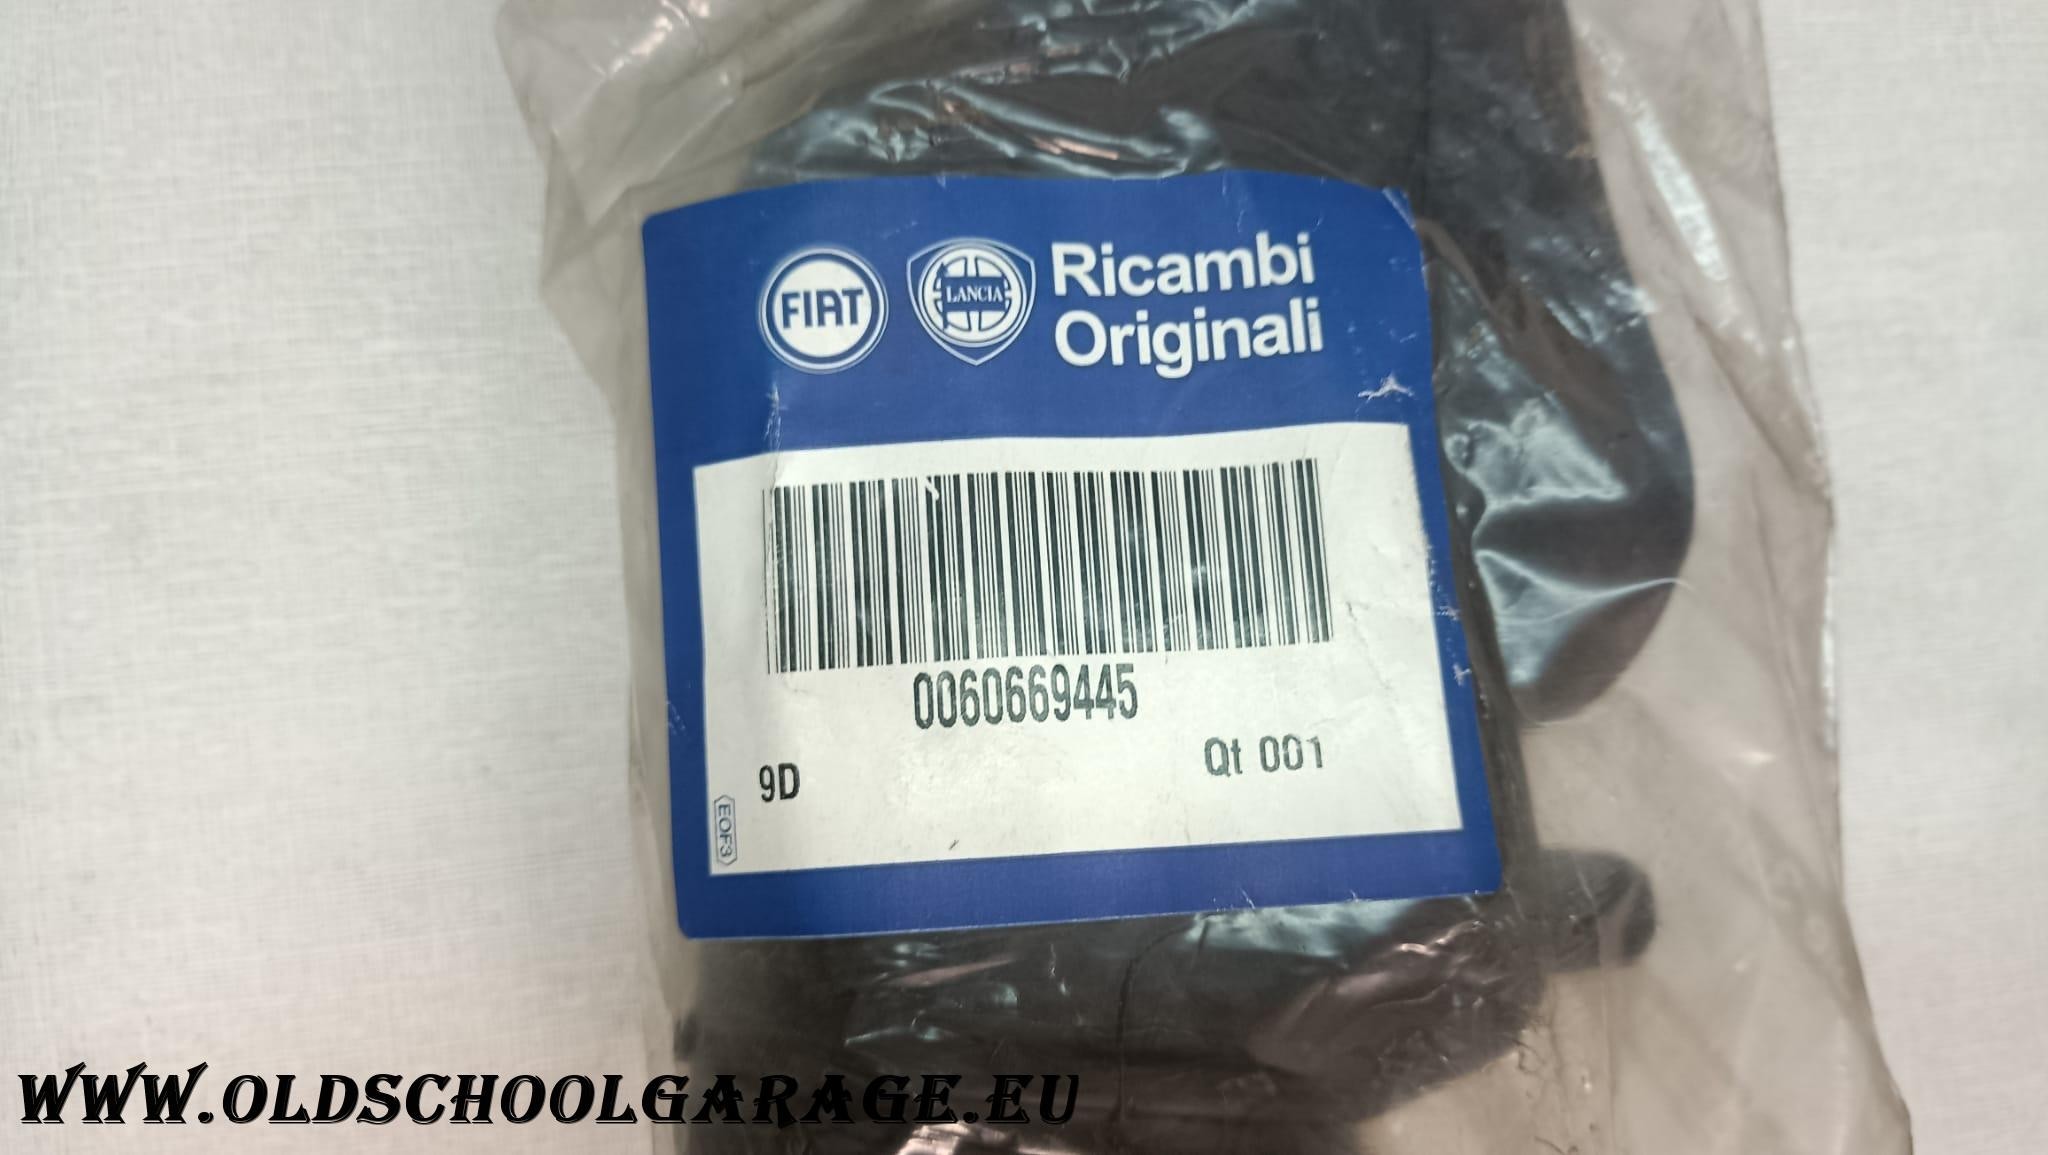 FIAT
LANCIA
Ricambi
Originali
0060669445
9D
Qt 001
EOF3
WWW.OLDSCHOOLGARAGE.EU